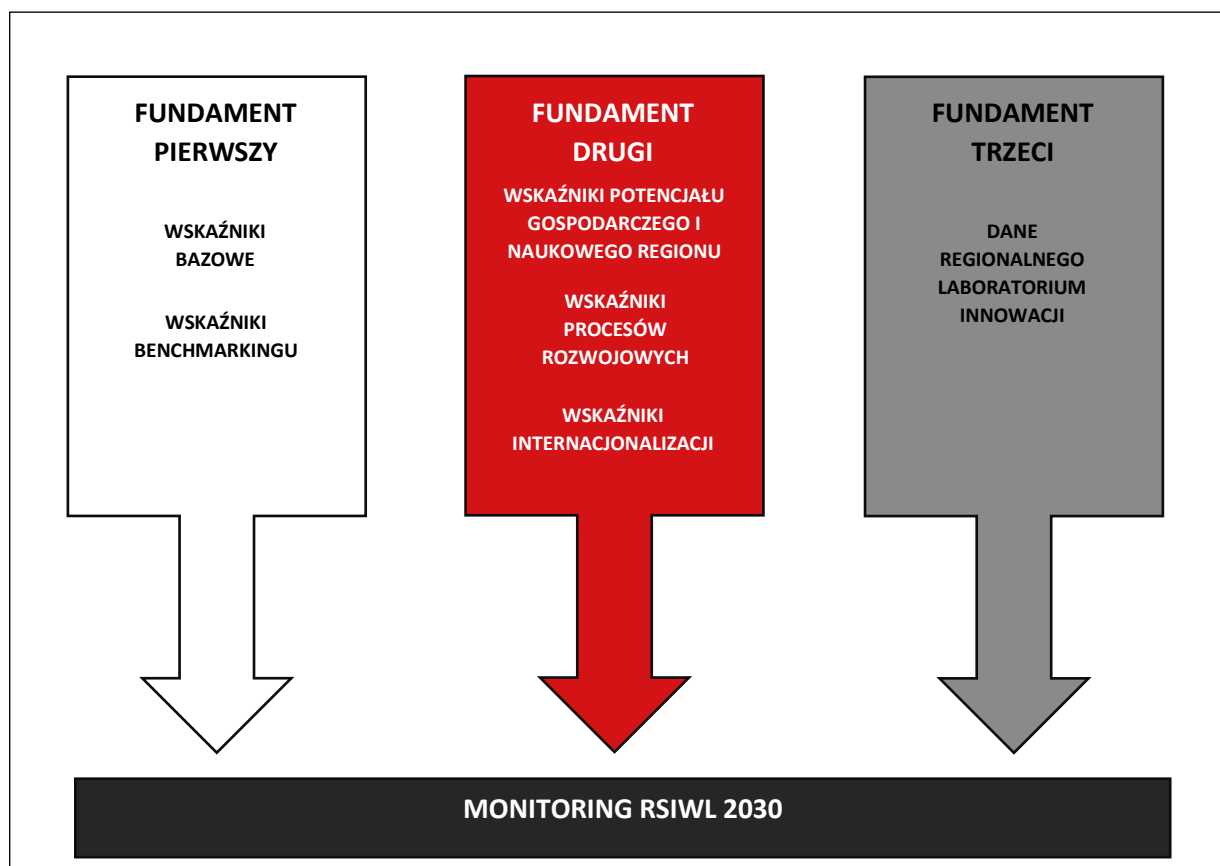 FUNDAMENT
PIERWSZY
WSKAŹNIKI
BAZOWE
WSKAŹNIKI
BENCHMARKINGU
FUNDAMENT
DRUGI
WSKAŹNIKI POTENCJAŁU
GOSPODARCZEGO I
NAUKOWEGO REGIONU
WSKAŹNIKI
PROCESÓW
ROZWOJOWYCH
WSKAŹNIKI
INTERNACJONALIZACJI
FUNDAMENT
TRZECI
DANE
REGIONALNEGO
LABORATORIUM
INNOWACJI
MONITORING RSIWL 2030